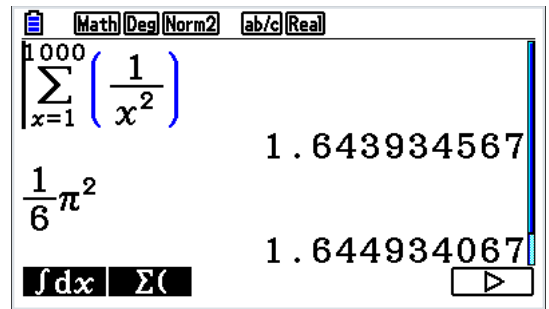 Math Deg Norm2 ab/c Real
1000
∑ ( 1 / x² )
x=1
1.643934567
1/6 π²
1.644934067
∫dx Σ( ▷